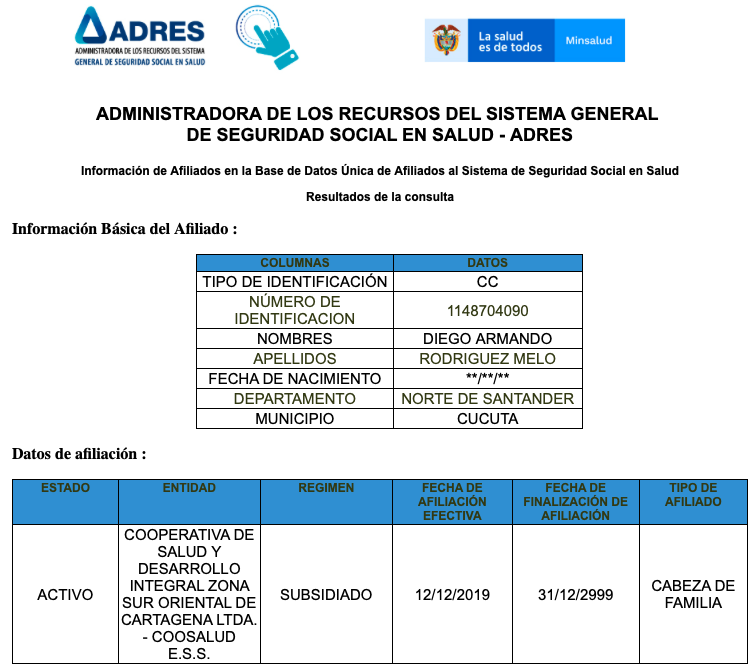 ADRES
ADMINISTRADORA DE LOS RECURSOS DEL SISTEMA
GENERAL DE SEGURIDAD SOCIAL EN SALUD
La salud
es de todos
Minsalud
ADMINISTRADORA DE LOS RECURSOS DEL SISTEMA GENERAL
DE SEGURIDAD SOCIAL EN SALUD - ADRES
Información de Afiliados en la Base de Datos Única de Afiliados al Sistema de Seguridad Social en Salud
Resultados de la consulta
Información Básica del Afiliado :
COLUMNAS DATOS
TIPO DE IDENTIFICACIÓN CC
NÚMERO DE
IDENTIFICACION 1148704090
NOMBRES DIEGO ARMANDO
APELLIDOS RODRIGUEZ MELO
FECHA DE NACIMIENTO **/**/**
DEPARTAMENTO NORTE DE SANTANDER
MUNICIPIO CUCUTA
Datos de afiliación :
ESTADO ENTIDAD REGIMEN FECHA DE
AFILIACIÓN
EFECTIVA FECHA DE
FINALIZACIÓN DE
AFILIACIÓN TIPO DE
AFILIADO
ACTIVO
COOPERATIVA DE
SALUD Y
DESARROLLO
INTEGRAL ZONA
SUR ORIENTAL DE
CARTAGENA LTDA.
- COOSALUD
E.S.S.
SUBSIDIADO
12/12/2019
31/12/2999
CABEZA DE
FAMILIA